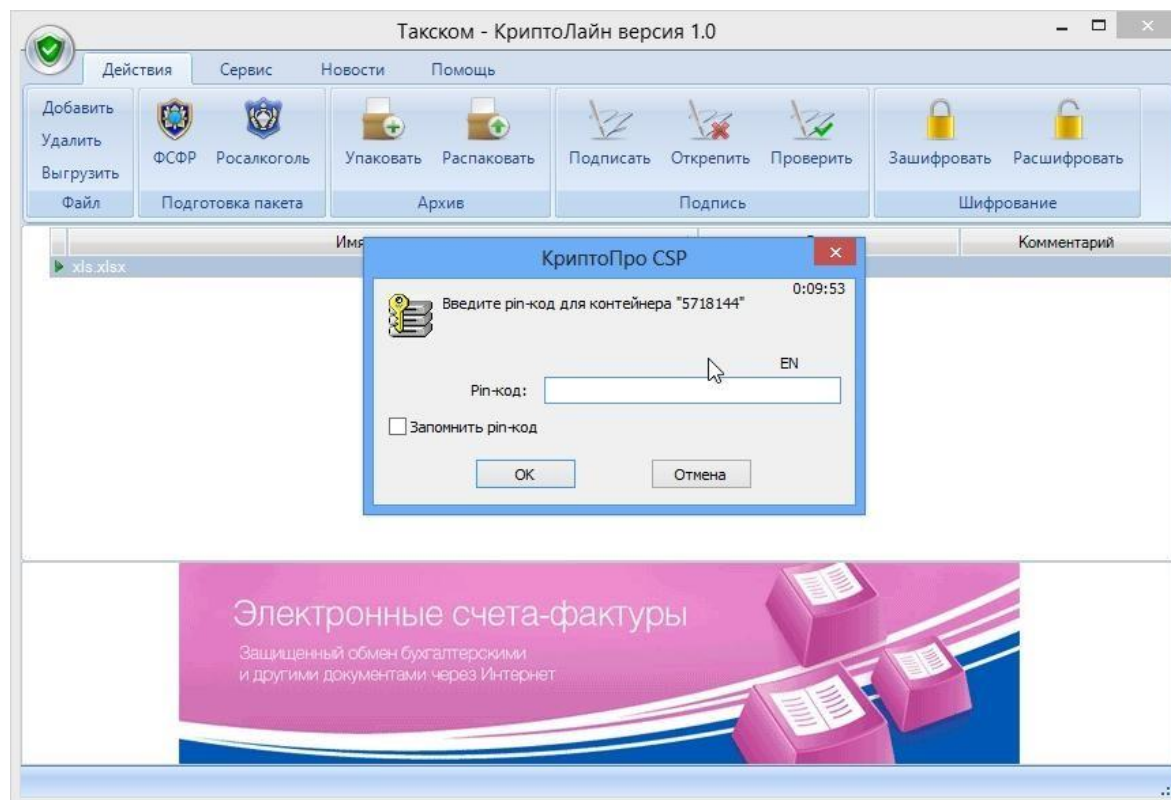 Такском - КриптоЛайн версия 1.0
Действия Сервис Новости Помощь
Добавить
Удалить
Выгрузить
ФСФР Росалкоголь Упаковать Распаковать Подписать Открепить Проверить Зашифровать Расшифровать
Файл Подготовка пакета Архив Подпись Шифрование
Комментарий
xls.xlsx
КриптоПро CSP
0:09:53
Введите pin-код для контейнера "5718144"
EN
Pin-код:
Запомнить pin-код
ОК Отмена
Электронные счета-фактуры
Защищенный обмен бухгалтерскими
и другими документами через Интернет